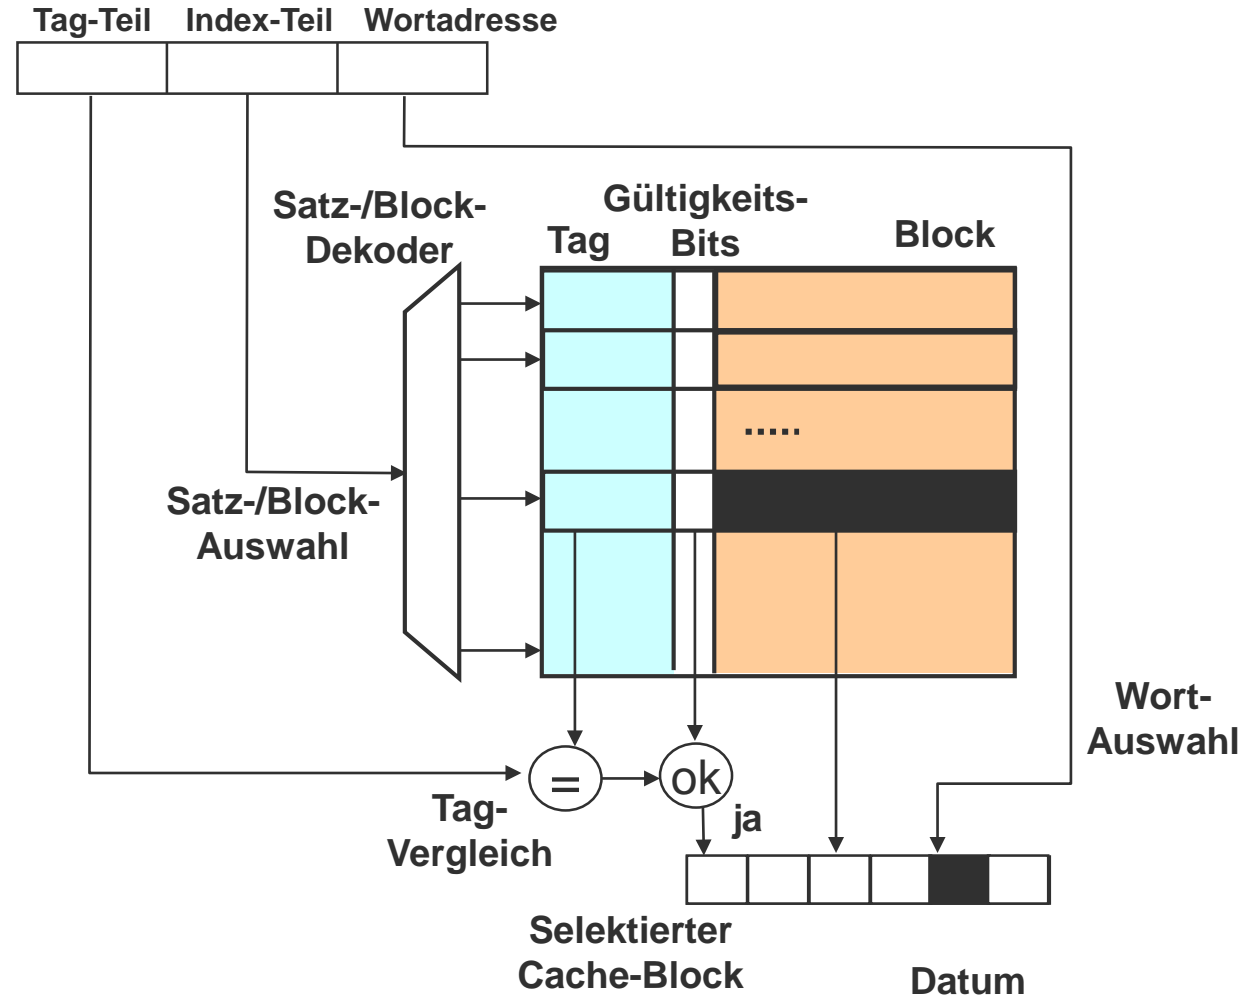 Tag-Teil Index-Teil Wortadresse
Satz-/Block-
Dekoder
Tag
Gültigkeits-
Bits
Block
.....
Satz-/Block-
Auswahl
Wort-
Auswahl
=
ok
ja
Tag-
Vergleich
Selektierter
Cache-Block
Datum